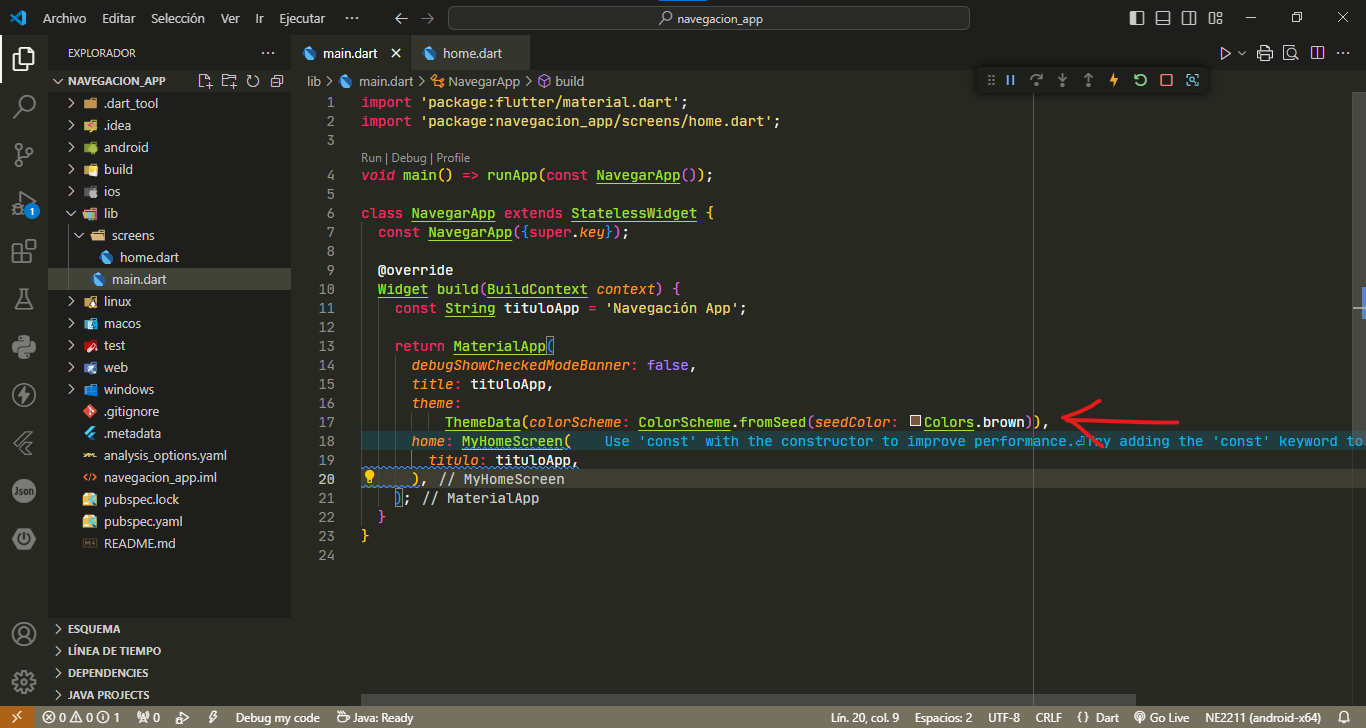 Archivo Editar Selección Ver Ir Ejecutar ··· navegacion_app
EXPLORADOR ···
NAVEGACION_APP
.dart_tool
.idea
android
build
ios
lib
screens
home.dart
main.dart
linux
macos
test
web
windows
.gitignore
.metadata
analysis_options.yaml
navegacion_app.iml
pubspec.lock
pubspec.yaml
README.md
ESQUEMA
LÍNEA DE TIEMPO
DEPENDENCIES
JAVA PROJECTS
1
Json
main.dart home.dart
lib > main.dart > NavegarApp > build
1 import 'package:flutter/material.dart';
2 import 'package:navegacion_app/screens/home.dart';
3
Run | Debug | Profile
4 void main() => runApp(const NavegarApp());
5
6 class NavegarApp extends StatelessWidget {
7 const NavegarApp({super.key});
8
9 @override
10 Widget build(BuildContext context) {
11 const String tituloApp = 'Navegación App';
12
13 return MaterialApp(
14 debugShowCheckedModeBanner: false,
15 title: tituloApp,
16 theme:
17 ThemeData(colorScheme: ColorScheme.fromSeed(seedColor: Colors.brown)),
18 home: MyHomeScreen( Use 'const' with the constructor to improve performance.⏎Try adding the 'const' keyword to
19 titulo: tituloApp,
20 ), // MyHomeScreen
21 ); // MaterialApp
22 }
23 }
24
0 0 1 0 Debug my code Java: Ready Lín. 20, col. 9 Espacios: 2 UTF-8 CRLF {} Dart Go Live NE2211 (android-x64)